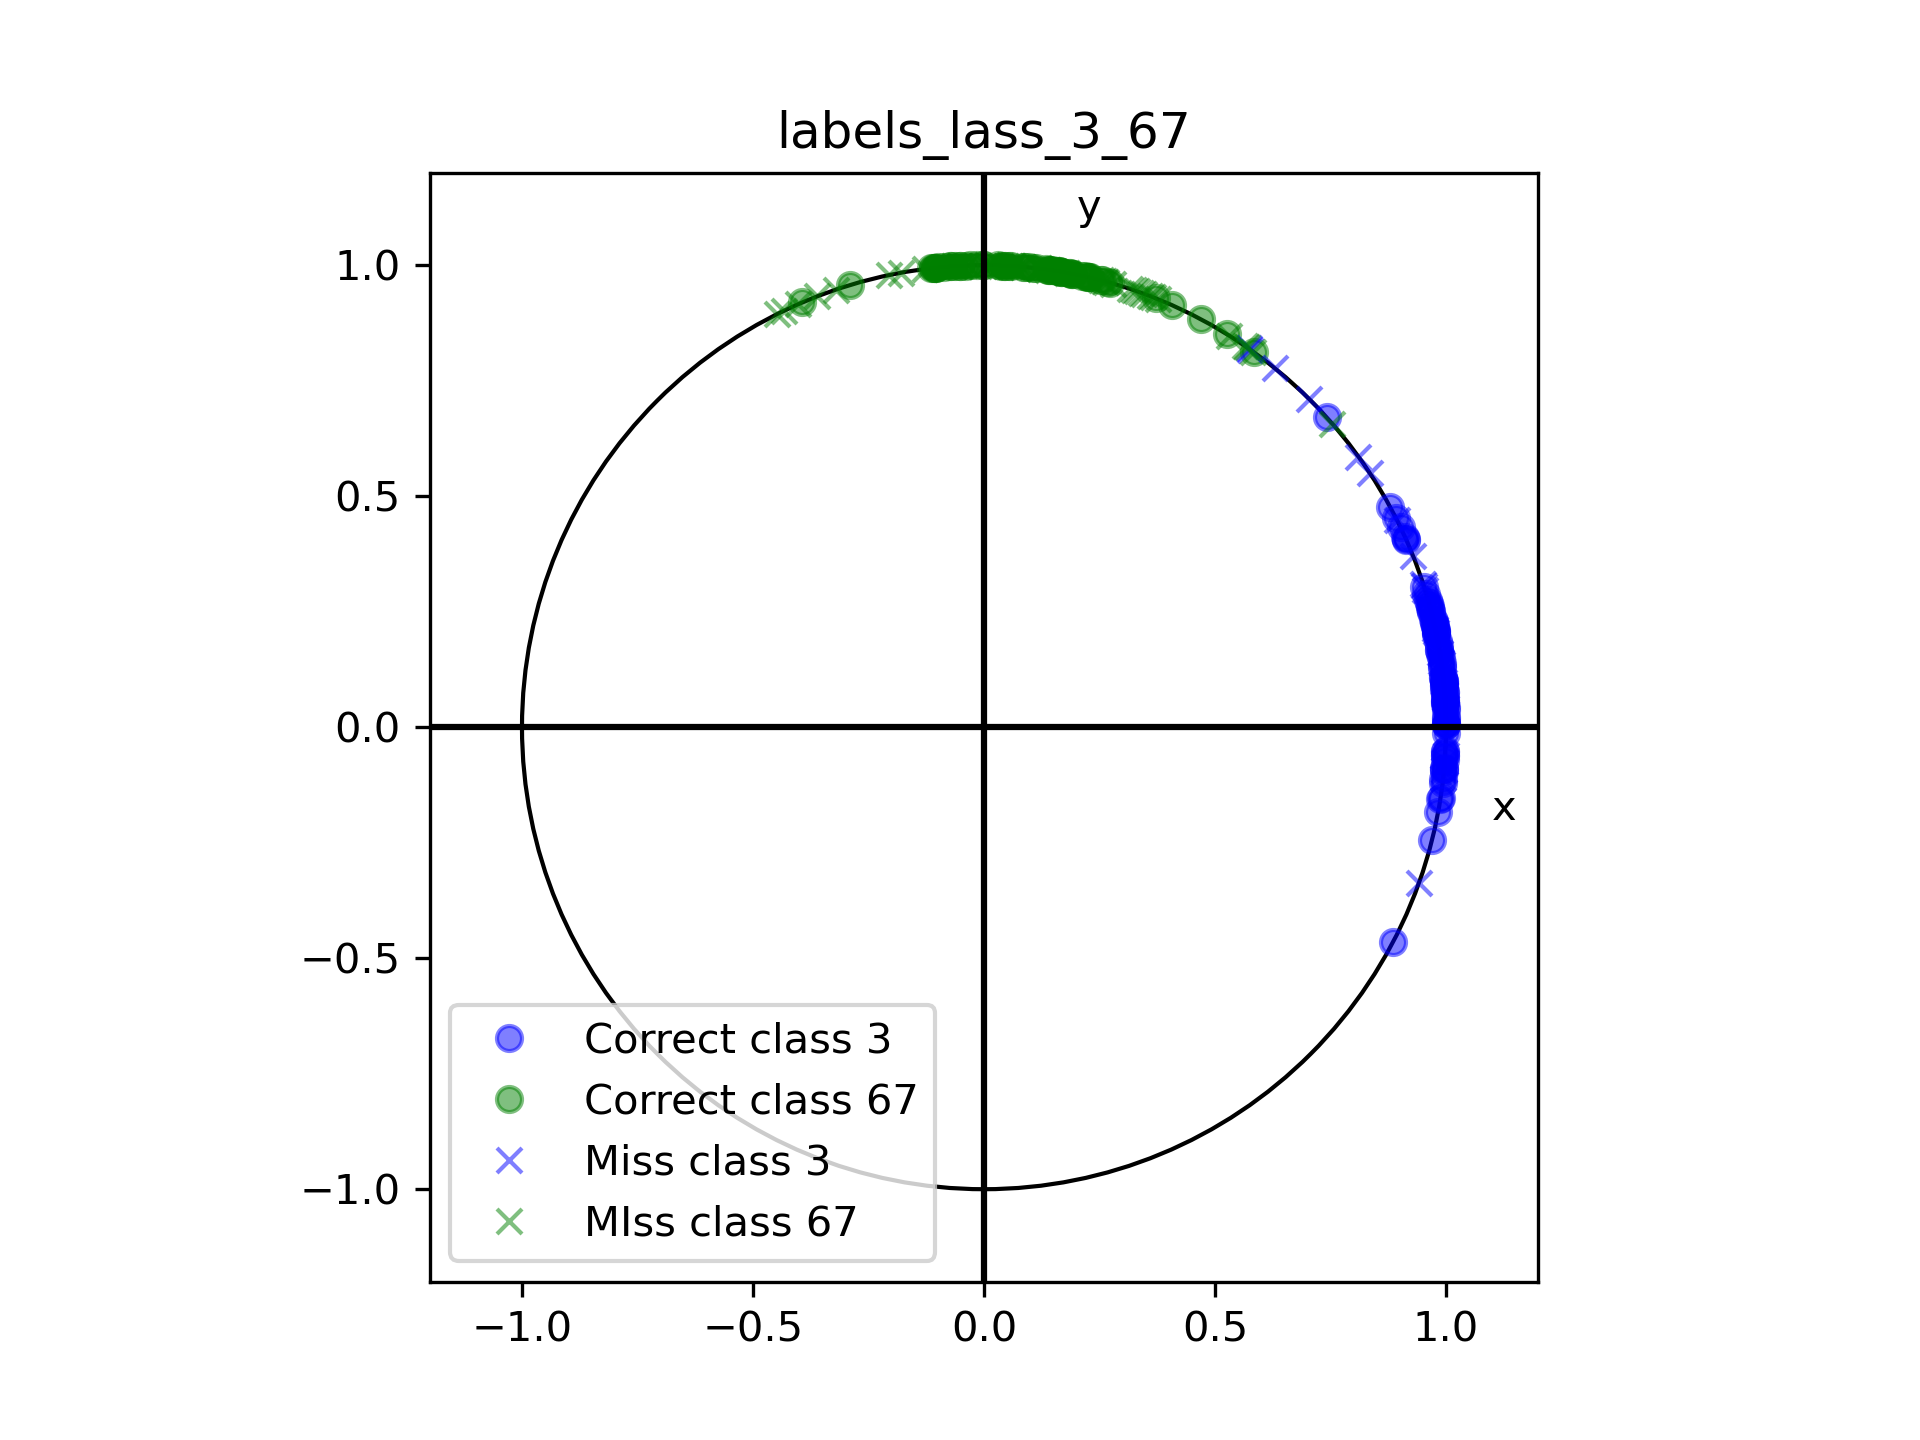 labels_lass_3_67
y
1.0
0.5
0.0
x
−0.5
−1.0
Correct class 3
Correct class 67
Miss class 3
MIss class 67
−1.0 −0.5 0.0 0.5 1.0